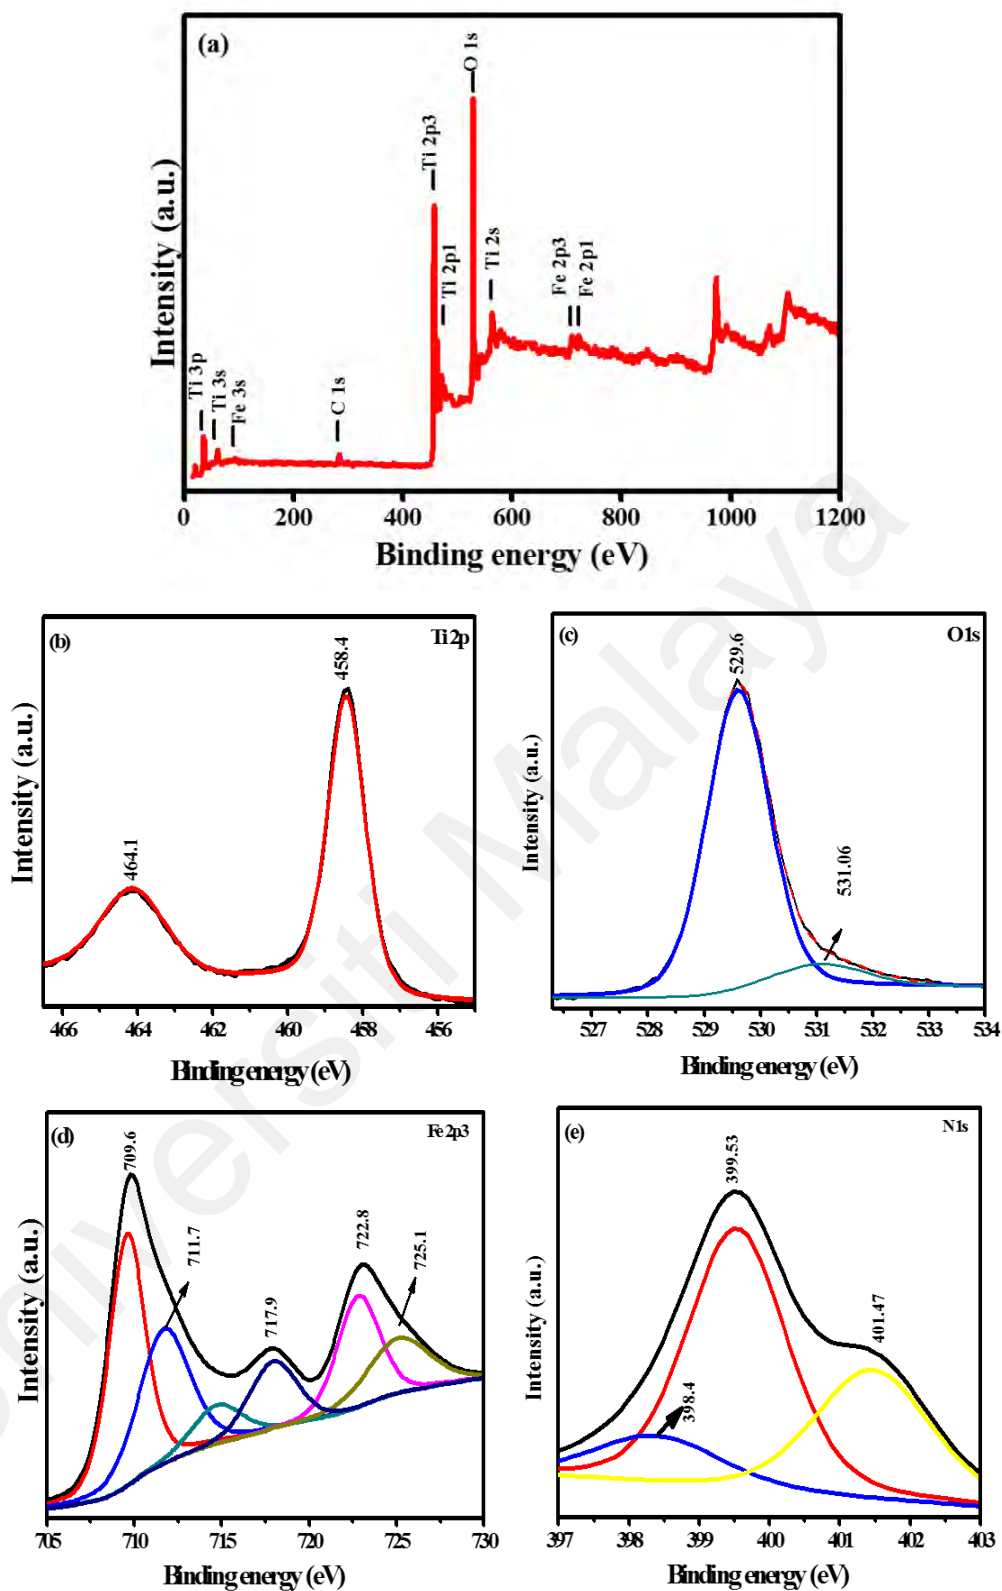 (a)
O 1s
Ti 2p3
Ti 2p1
Ti 2s
Fe 2p3
Fe 2p1
Ti 3p
Ti 3s
Fe 3s
C 1s
Intensity (a.u.)
0 200 400 600 800 1000 1200
Binding energy (eV)
(b)
Ti 2p
458.4
464.1
Intensity (a.u.)
466 464 462 460 458 456
Binding energy (eV)
(c)
O1s
529.6
531.06
Intensity (a.u.)
527 528 529 530 531 532 533 534
Binding energy (eV)
(d)
Fe 2p3
709.6
711.7
717.9
722.8
725.1
Intensity (a.u.)
705 710 715 720 725 730
Binding energy (eV)
(e)
N1s
399.53
401.47
398.4
Intensity (a.u.)
397 398 399 400 401 402 403
Binding energy (eV)
Universiti Malaya